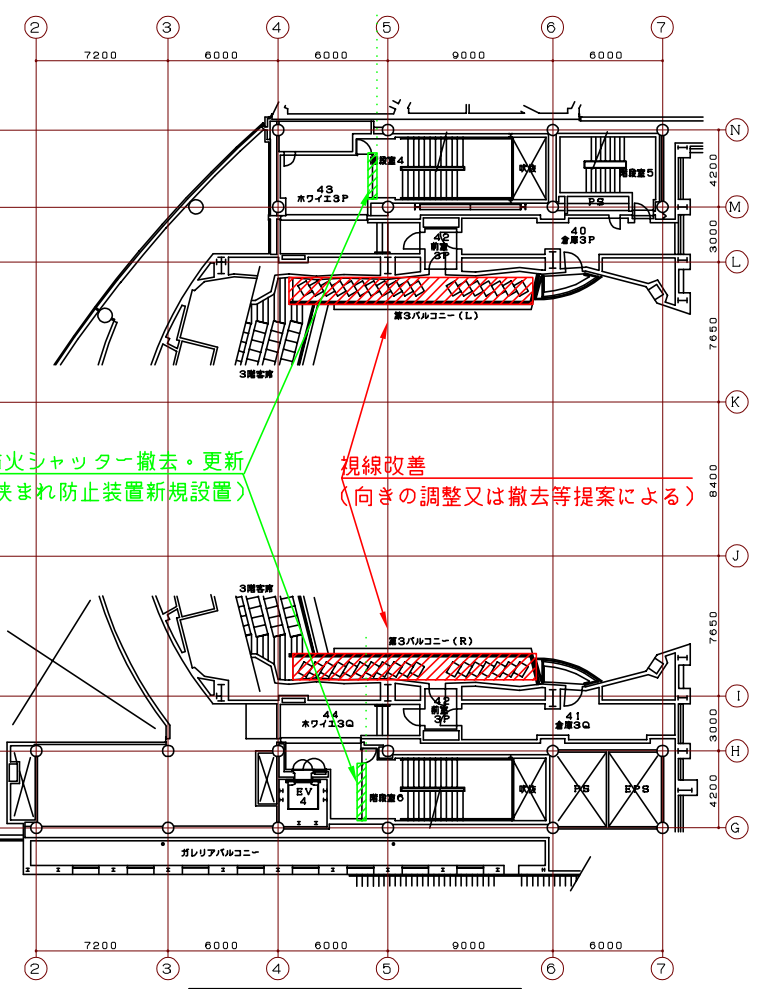 2 3 4 5 6 7
7200 6000 6000 9000 6000
N
階段室4
吹抜
階段室5
4200
43
ホワイエ3P
PS
M
42
前室
3P
40
倉庫3P
3000
L
第3バルコニー(L)
7650
3階客席
K
火シャッター撤去・更新
挟まれ防止装置新規設置)
視線改善
(向きの調整又は撤去等提案による)
8400
J
3階客席
7650
第3バルコニー(R)
I
42
前室
3P
44
ホワイエ3Q
41
倉庫3Q
3000
H
EV
4
階段室6
吹抜
PS
EPS
4200
G
ガレリアバルコニー
7200 6000 6000 9000 6000
2 3 4 5 6 7